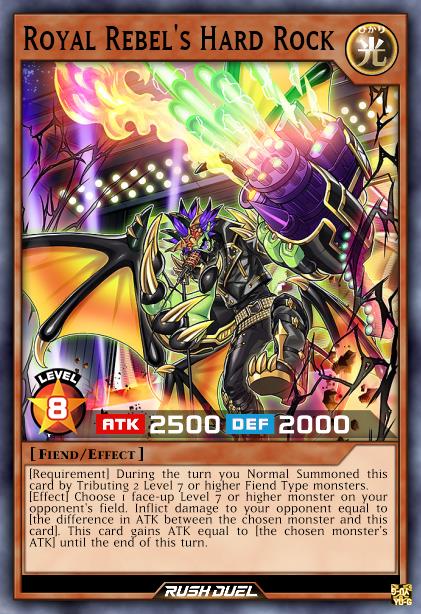 ROYAL REBEL'S HARD ROCK
ひかり
光
LEVEL
8
ATK 2500 DEF 2000
[FIEND/EFFECT]
[Requirement] During the turn you Normal Summoned this
card by Tributing 2 Level 7 or higher Fiend Type monsters.
[Effect] Choose 1 face-up Level 7 or higher monster on your
opponent's field. Inflict damage to your opponent equal to
[the difference in ATK between the chosen monster and this
card]. This card gains ATK equal to [the chosen monster's
ATK] until the end of this turn.
RUSH DUEL